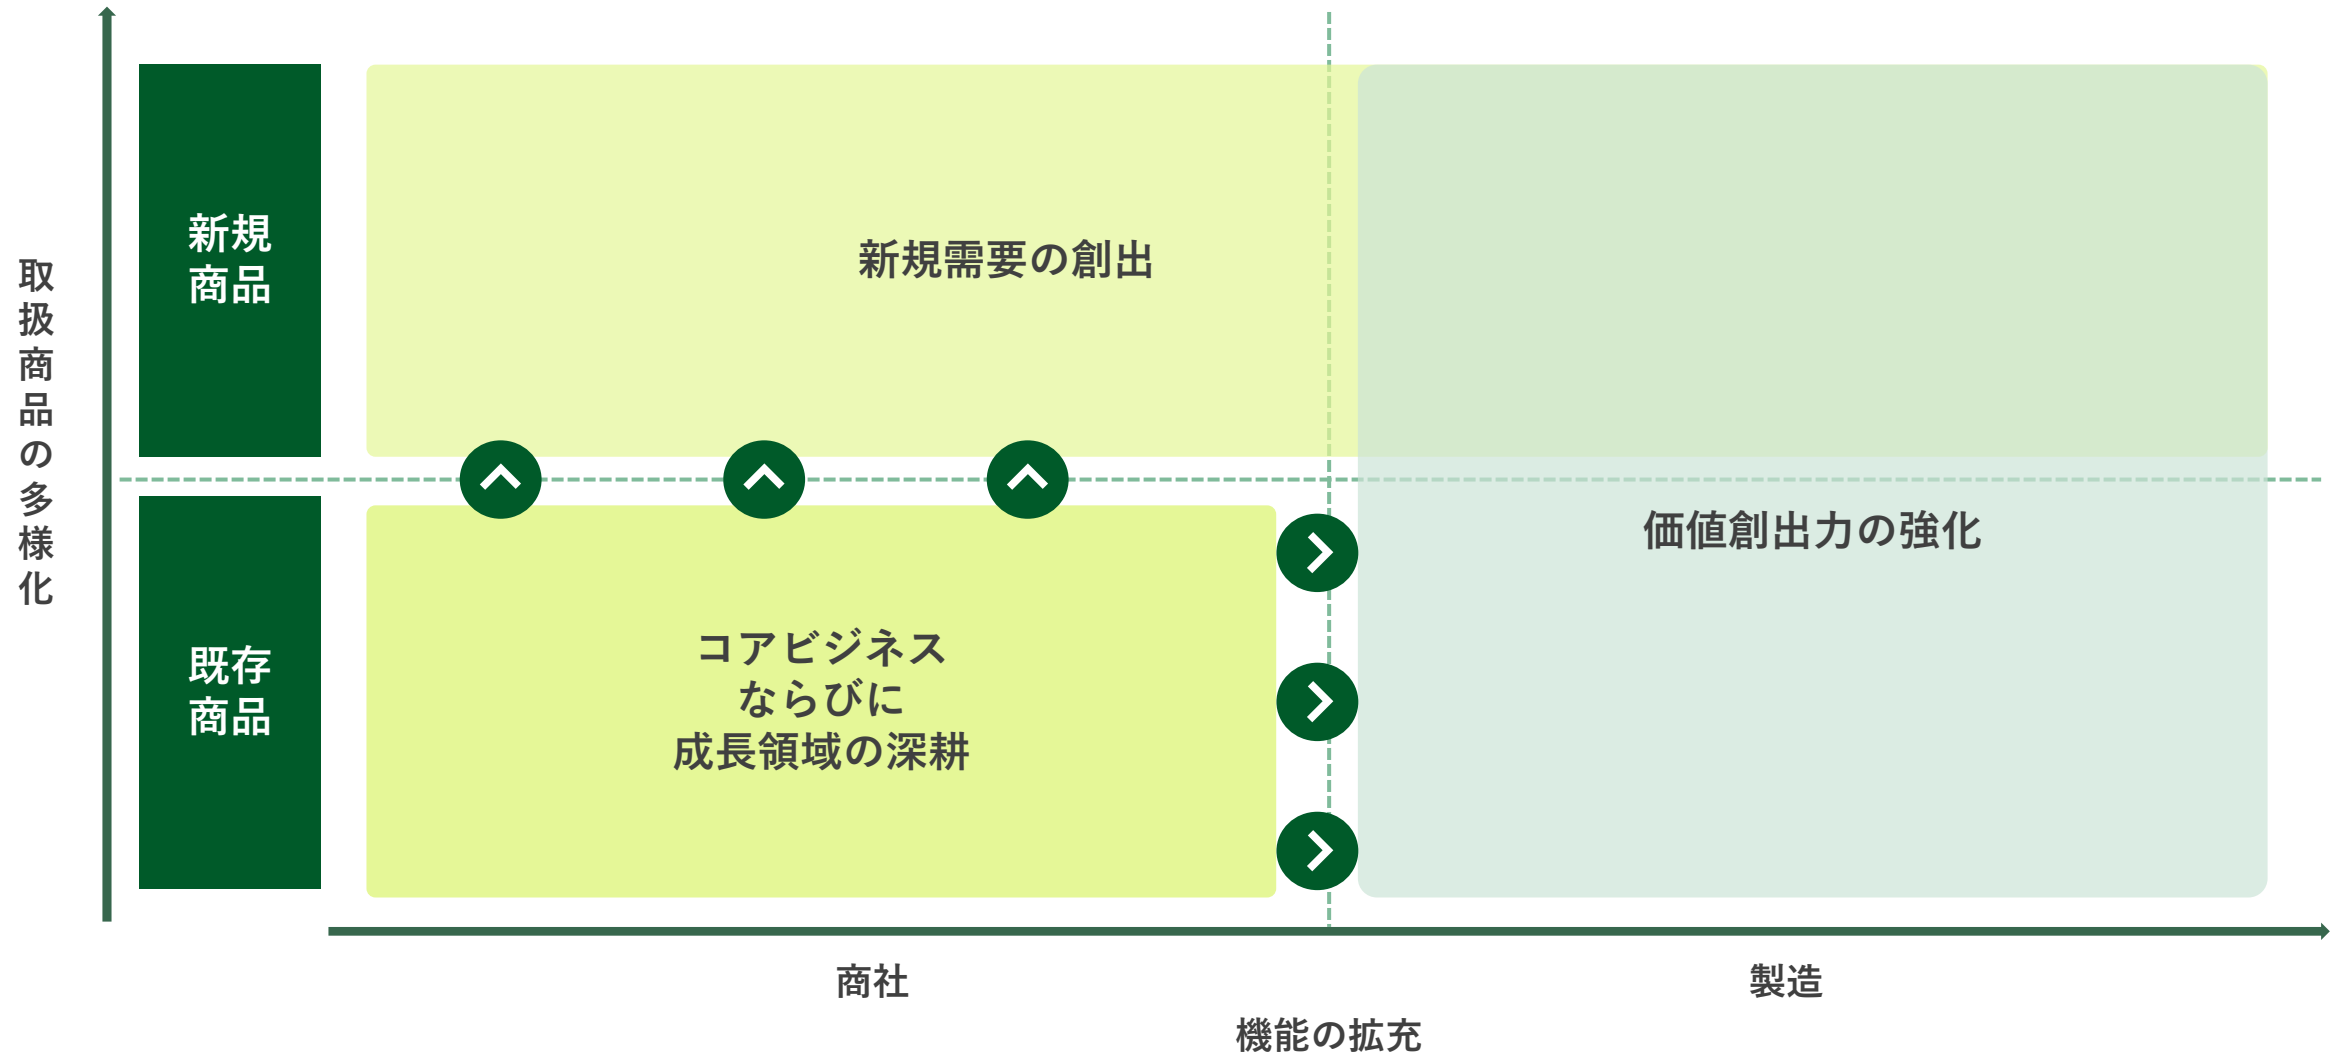 取扱商品の多様化
新規
商品
新規需要の創出
価値創出力の強化
既存
商品
コアビジネス
ならびに
成長領域の深耕
商社
製造
機能の拡充